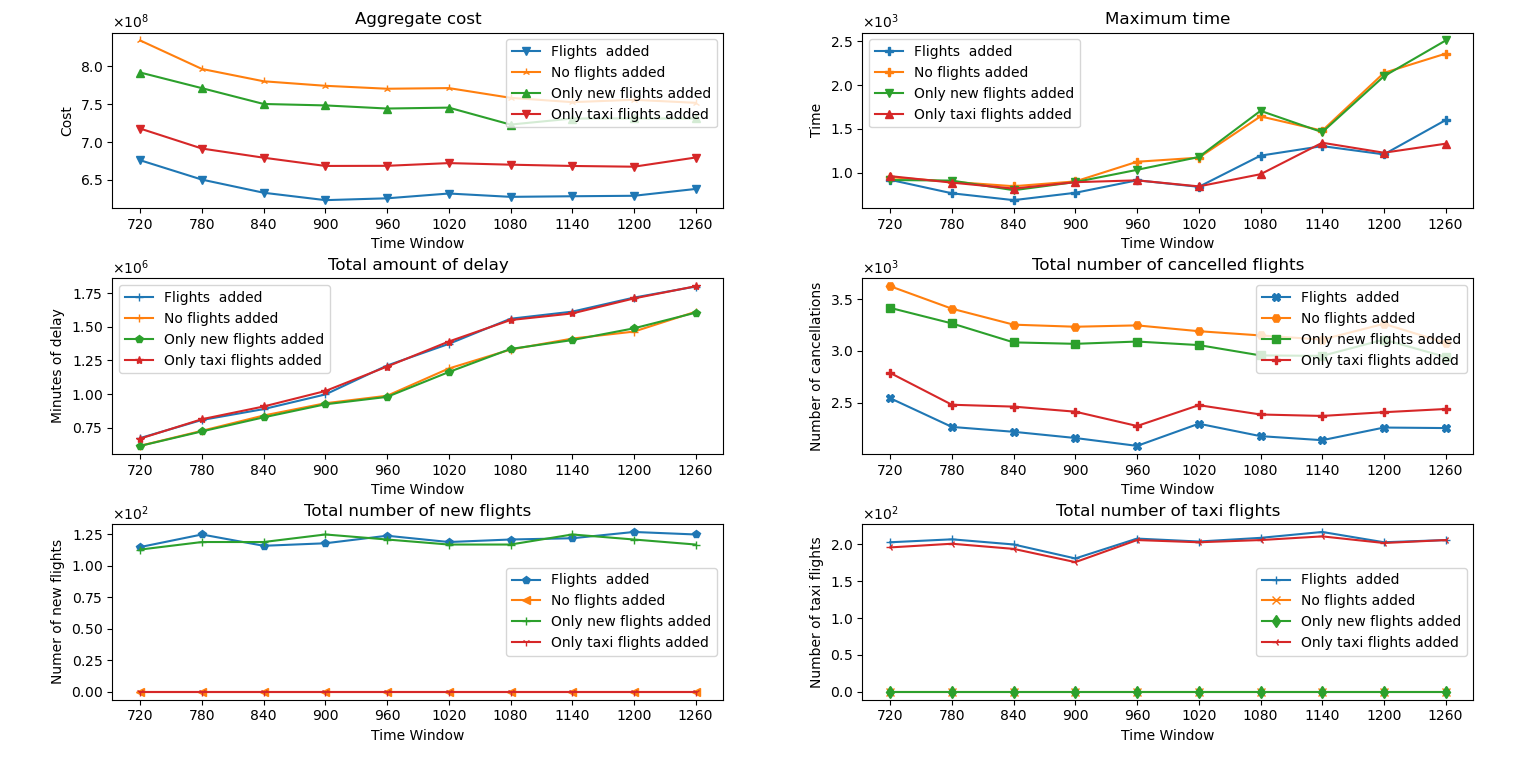 Aggregate cost
×10⁸
8.0
7.5
7.0
6.5
Cost
Flights  added
No flights added
Only new flights added
Only taxi flights added
720 780 840 900 960 1020 1080 1140 1200 1260
Time Window
Maximum time
×10³
2.5
2.0
1.5
1.0
Time
Flights  added
No flights added
Only new flights added
Only taxi flights added
720 780 840 900 960 1020 1080 1140 1200 1260
Time Window
Total amount of delay
×10⁶
1.75
1.50
1.25
1.00
0.75
Minutes of delay
Flights  added
No flights added
Only new flights added
Only taxi flights added
720 780 840 900 960 1020 1080 1140 1200 1260
Time Window
Total number of cancelled flights
×10³
3.5
3.0
2.5
Number of cancellations
Flights  added
No flights added
Only new flights added
Only taxi flights added
720 780 840 900 960 1020 1080 1140 1200 1260
Time Window
Total number of new flights
×10²
1.25
1.00
0.75
0.50
0.25
0.00
Numer of new flights
Flights  added
No flights added
Only new flights added
Only taxi flights added
720 780 840 900 960 1020 1080 1140 1200 1260
Time Window
Total number of taxi flights
×10²
2.0
1.5
1.0
0.5
0.0
Number of taxi flights
Flights  added
No flights added
Only new flights added
Only taxi flights added
720 780 840 900 960 1020 1080 1140 1200 1260
Time Window